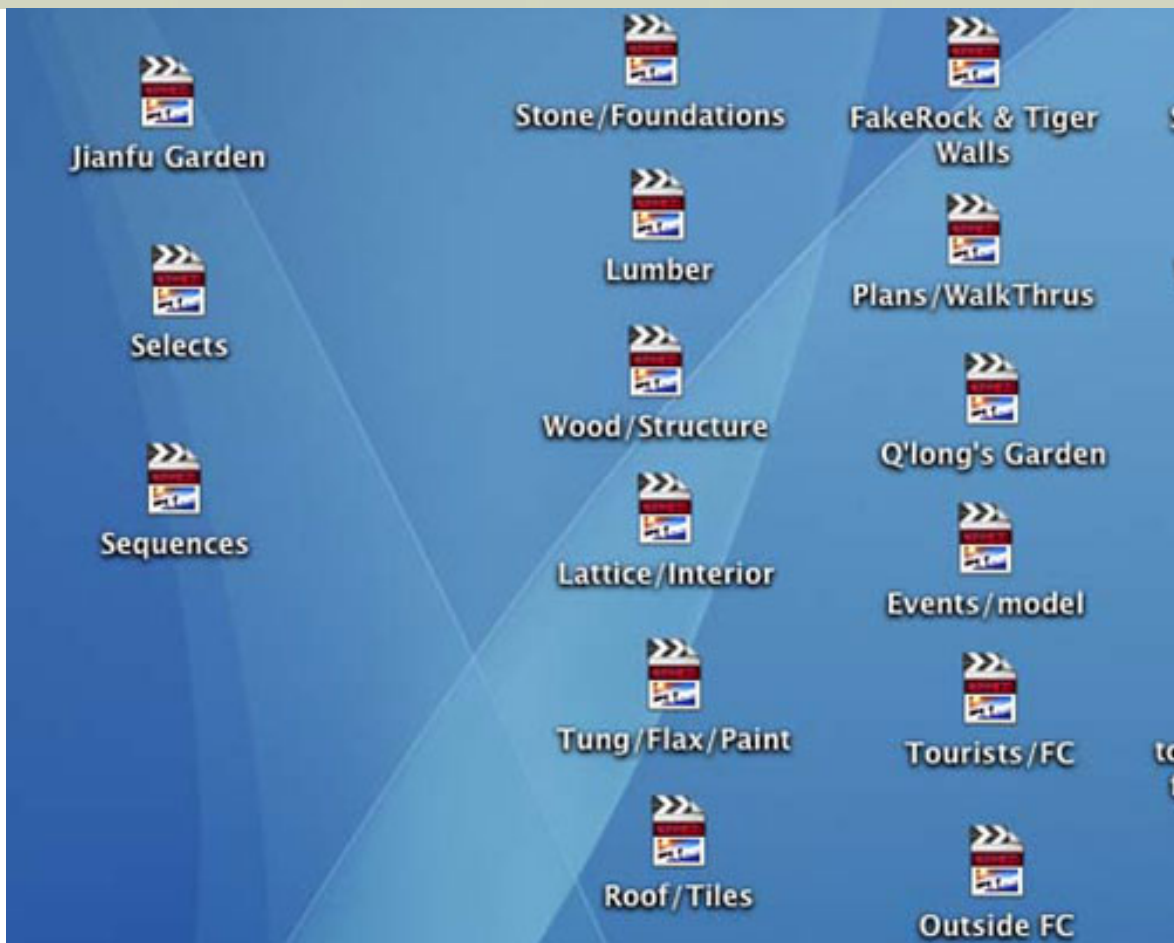 Jianfu Garden
Selects
Sequences
Stone/Foundations
Lumber
Wood/Structure
Lattice/Interior
Tung/Flax/Paint
Roof/Tiles
FakeRock & Tiger
Walls
Plans/WalkThrus
Q'long's Garden
Events/model
Tourists/FC
Outside FC